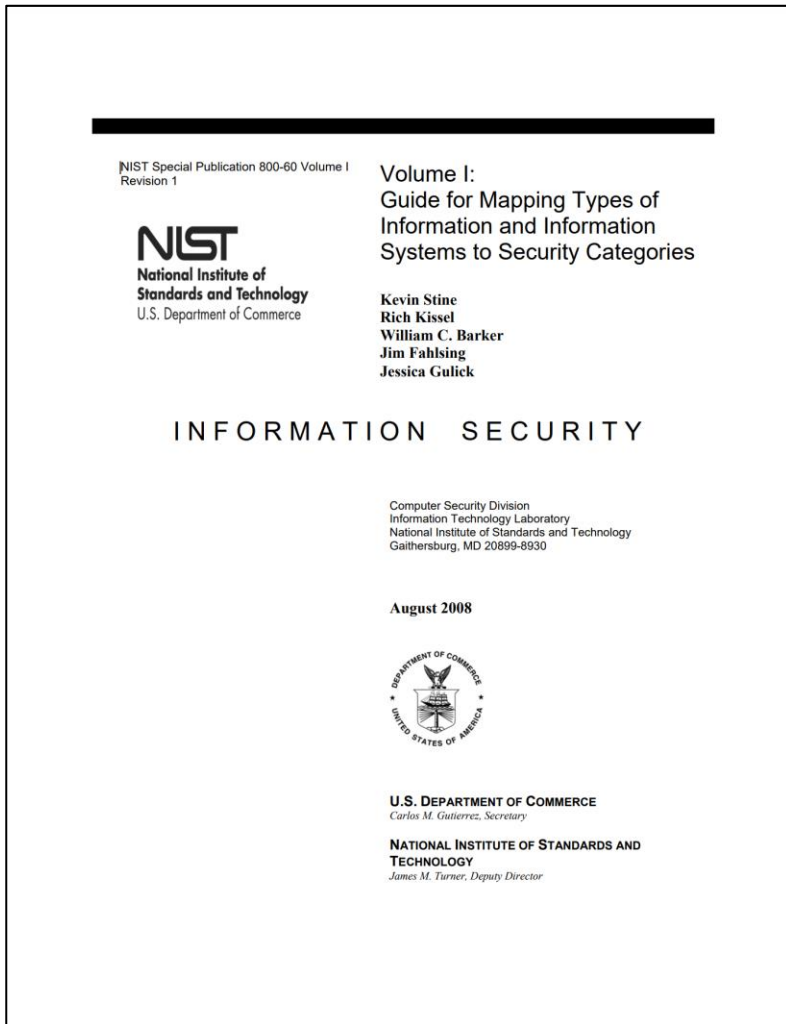 NIST Special Publication 800-60 Volume I
Revision 1
NIST
National Institute of
Standards and Technology
U.S. Department of Commerce
Volume I:
Guide for Mapping Types of
Information and Information
Systems to Security Categories
Kevin Stine
Rich Kissel
William C. Barker
Jim Fahlsing
Jessica Gulick
INFORMATION SECURITY
Computer Security Division
Information Technology Laboratory
National Institute of Standards and Technology
Gaithersburg, MD 20899-8930
August 2008
DEPARTMENT OF COMMERCE
UNITED STATES OF AMERICA
U.S. DEPARTMENT OF COMMERCE
Carlos M. Gutierrez, Secretary
NATIONAL INSTITUTE OF STANDARDS AND
TECHNOLOGY
James M. Turner, Deputy Director